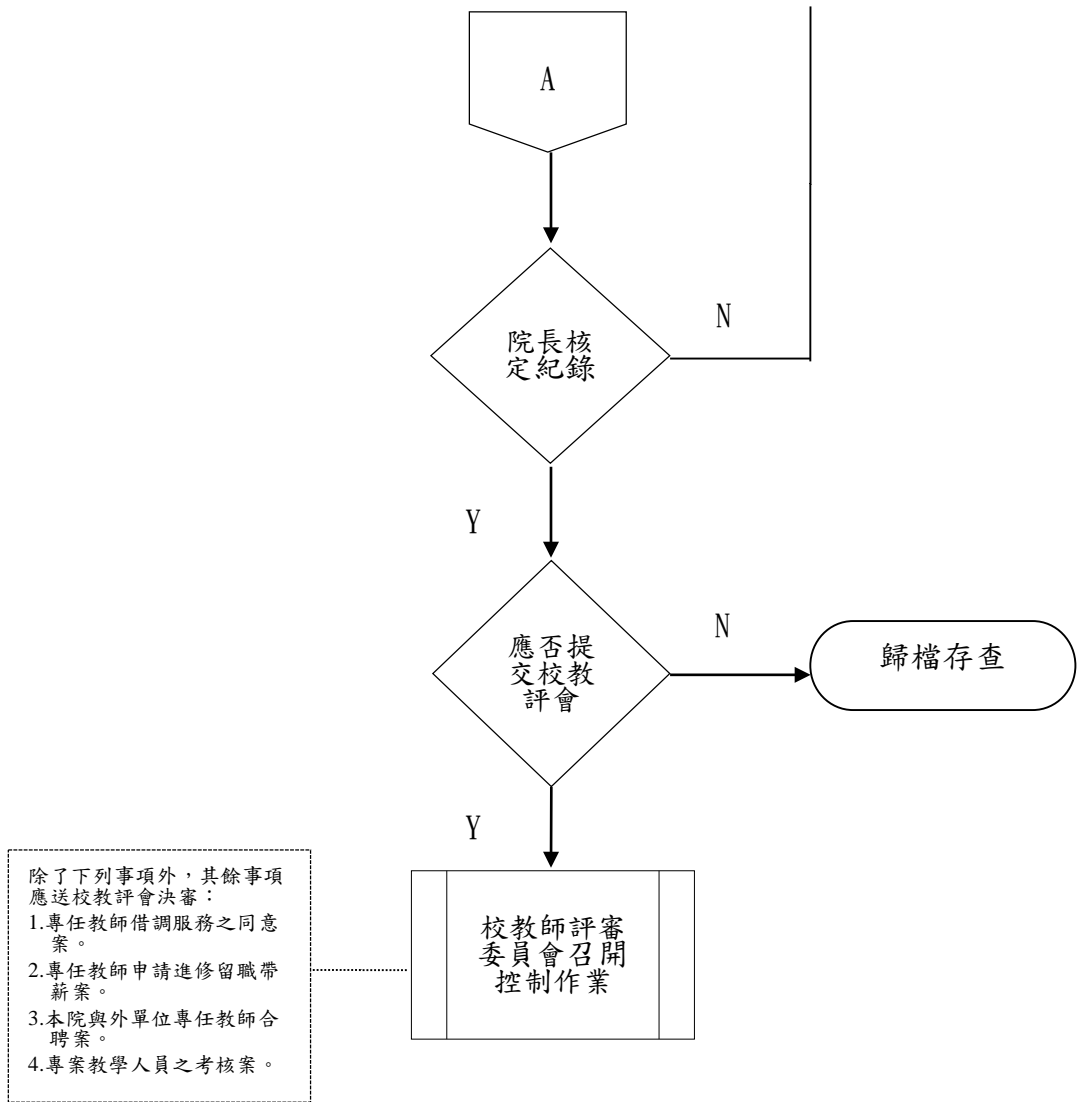 A
院長核
定紀錄
N
Y
應否提
交校教
評會
N
歸檔存查
Y
除了下列事項外，其餘事項
應送校教評會決審：
1.專任教師借調服務之同意
案。
2.專任教師申請進修留職帶
薪案。
3.本院與外單位專任教師合
聘案。
4.專案教學人員之考核案。
校教師評審
委員會召開
控制作業